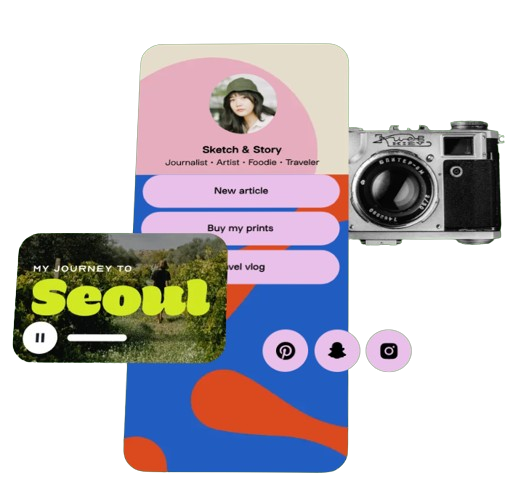 Sketch & Story
Journalist • Artist • Foodie • Traveler
New article
Buy my prints
vel vlog
MY JOURNEY TO
Seoul